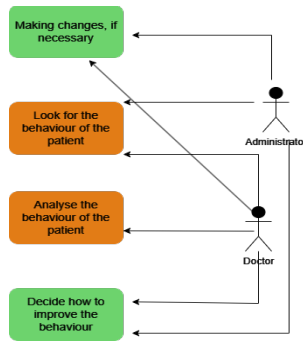 Making changes, if
necessary
Look for the
behaviour of the
patient
Administrator
Analyse the
behaviour of the
patient
Doctor
Decide how to
improve the
behaviour